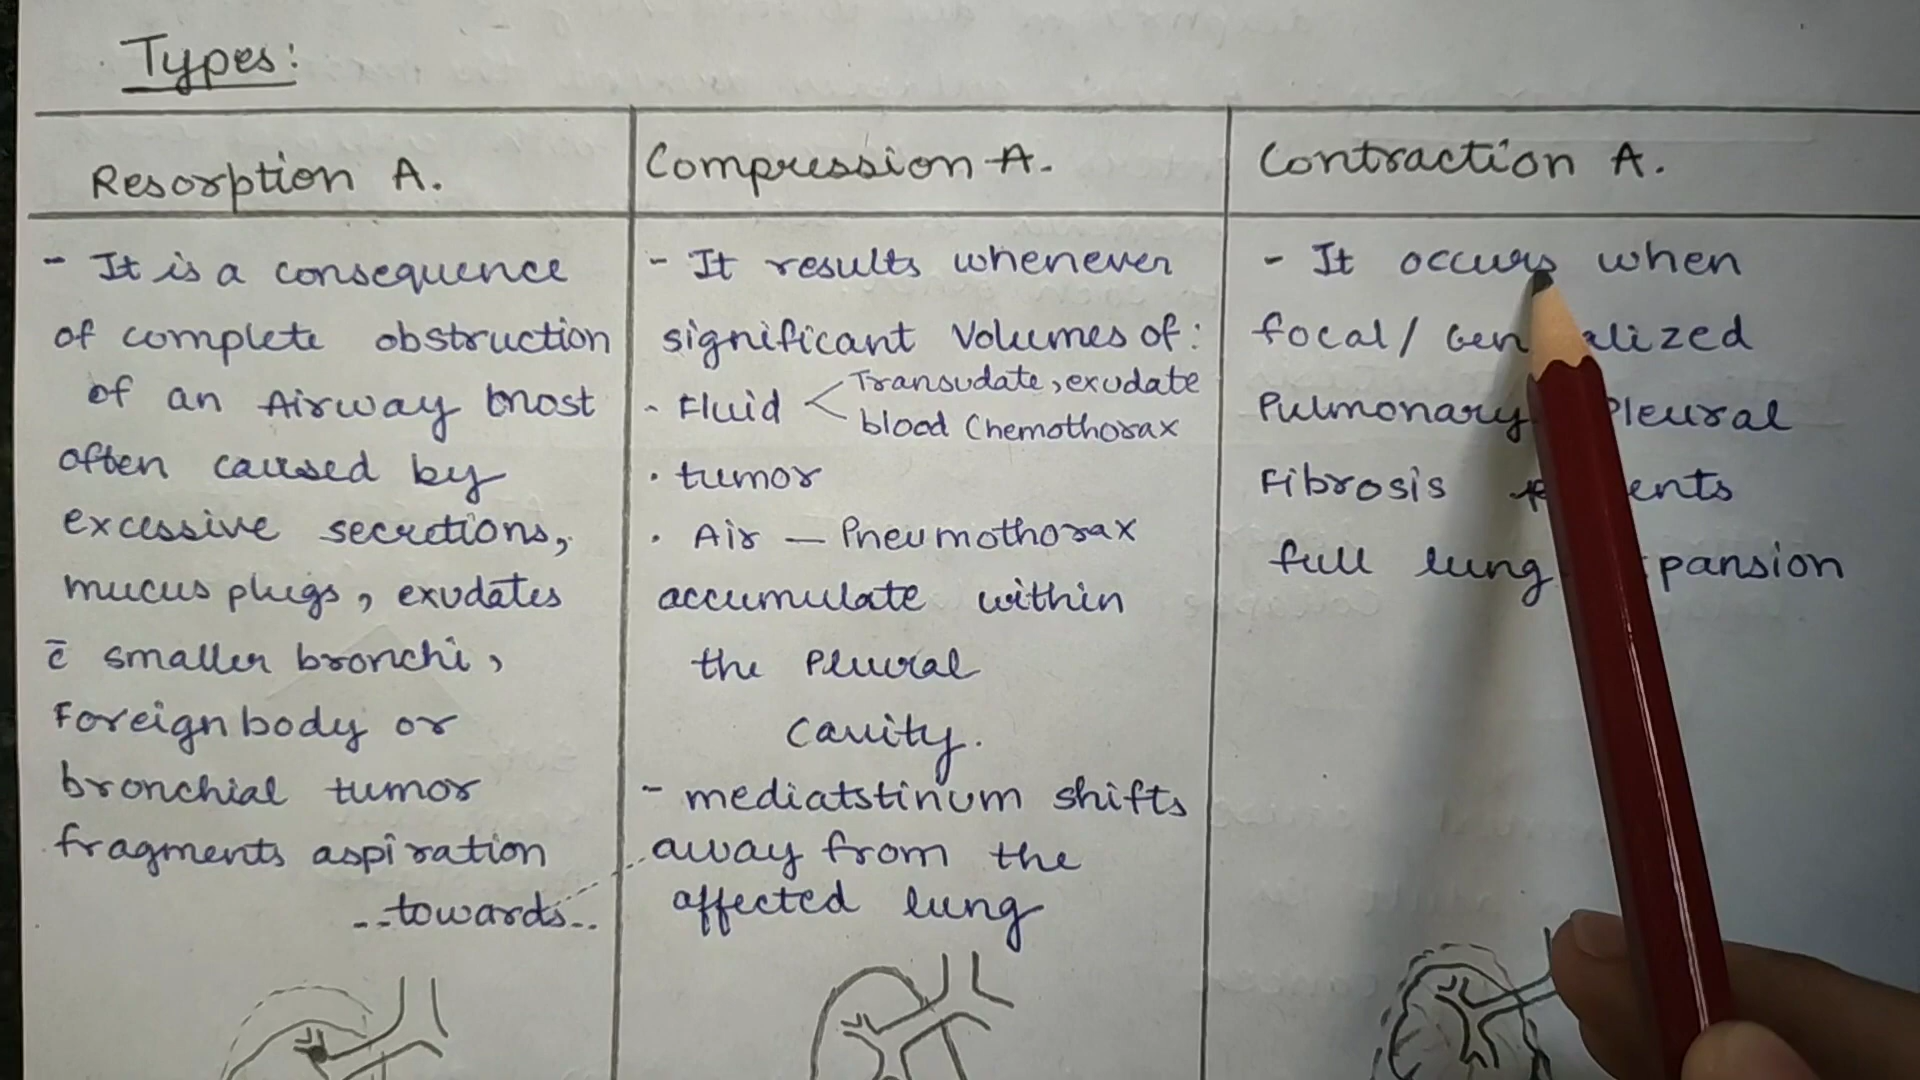 Types:
Resorption A.
- It is a consequence
of complete obstruction
of an Airway most
often caused by
excessive secretions,
mucus plugs, exudates
c̄ smaller bronchi,
Foreign body or
bronchial tumor
fragments aspiration
--towards--
Compression A.
- It results whenever
significant Volumes of:
- Fluid < Transudate, exudate
blood Chemothorax
· tumor
· Air — Pneumothorax
accumulate within
the Pleural
cavity.
- mediatstinum shifts
away from the
affected lung
Contraction A.
- It occurs when
focal/
Pulmonary
Fibrosis
full lung